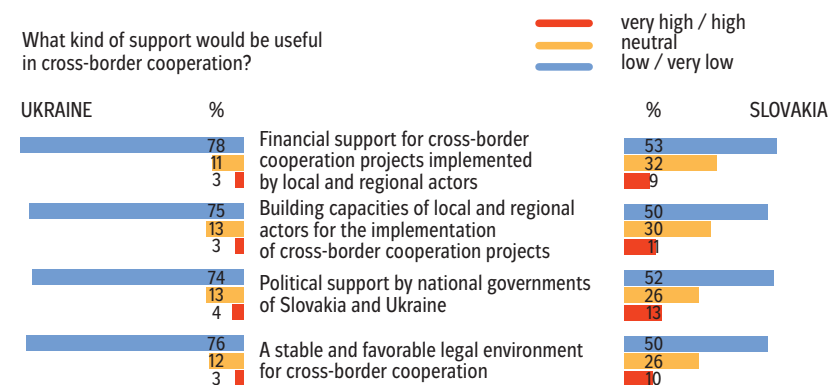 What kind of support would be useful
in cross-border cooperation?
very high / high
neutral
low / very low
UKRAINE % % SLOVAKIA
78 Financial support for cross-border 53
11 cooperation projects implemented 32
3 by local and regional actors 9
75 Building capacities of local and regional 50
13 actors for the implementation 30
3 of cross-border cooperation projects 11
74 Political support by national governments 52
13 of Slovakia and Ukraine 26
4 13
76 A stable and favorable legal environment 50
12 for cross-border cooperation 26
3 10